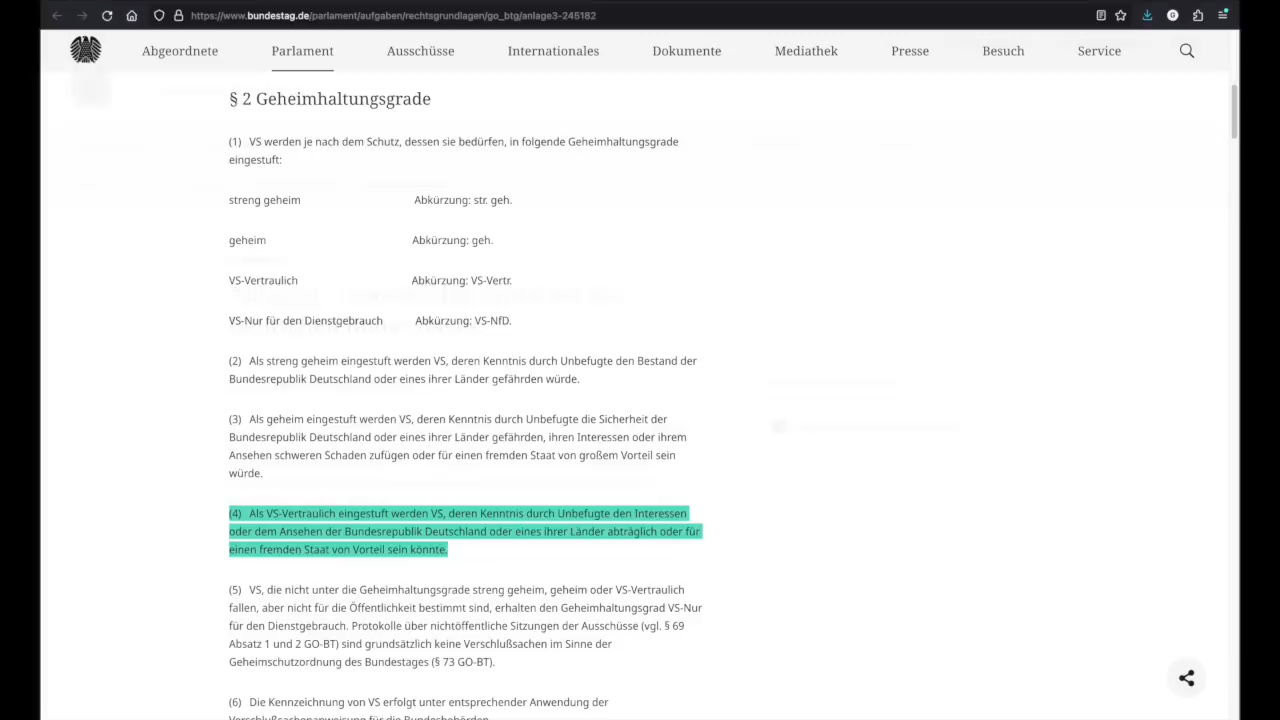 https://www.bundestag.de/parlament/aufgaben/rechtsgrundlagen/go_btg/anlage3-245182
Abgeordnete Parlament Ausschüsse Internationales Dokumente Mediathek Presse Besuch Service
§ 2 Geheimhaltungsgrade
(1) VS werden je nach dem Schutz, dessen sie bedürfen, in folgende Geheimhaltungsgrade
eingestuft:
streng geheim Abkürzung: str. geh.
geheim Abkürzung: geh.
VS-Vertraulich Abkürzung: VS-Vertr.
VS-Nur für den Dienstgebrauch Abkürzung: VS-NfD.
(2) Als streng geheim eingestuft werden VS, deren Kenntnis durch Unbefugte den Bestand der
Bundesrepublik Deutschland oder eines ihrer Länder gefährden würde.
(3) Als geheim eingestuft werden VS, deren Kenntnis durch Unbefugte die Sicherheit der
Bundesrepublik Deutschland oder eines ihrer Länder gefährden, ihren Interessen oder ihrem
Ansehen schweren Schaden zufügen oder für einen fremden Staat von großem Vorteil sein
würde.
(4) Als VS-Vertraulich eingestuft werden VS, deren Kenntnis durch Unbefugte den Interessen
oder dem Ansehen der Bundesrepublik Deutschland oder eines ihrer Länder abträglich oder für
einen fremden Staat von Vorteil sein könnte.
(5) VS, die nicht unter die Geheimhaltungsgrade streng geheim, geheim oder VS-Vertraulich
fallen, aber nicht für die Öffentlichkeit bestimmt sind, erhalten den Geheimhaltungsgrad VS-Nur
für den Dienstgebrauch. Protokolle über nichtöffentliche Sitzungen der Ausschüsse (vgl. § 69
Absatz 1 und 2 GO-BT) sind grundsätzlich keine Verschlußsachen im Sinne der
Geheimschutzordnung des Bundestages (§ 73 GO-BT).
(6) Die Kennzeichnung von VS erfolgt unter entsprechender Anwendung der
Verschlußsachenanweisung für die Bundesbehörden.